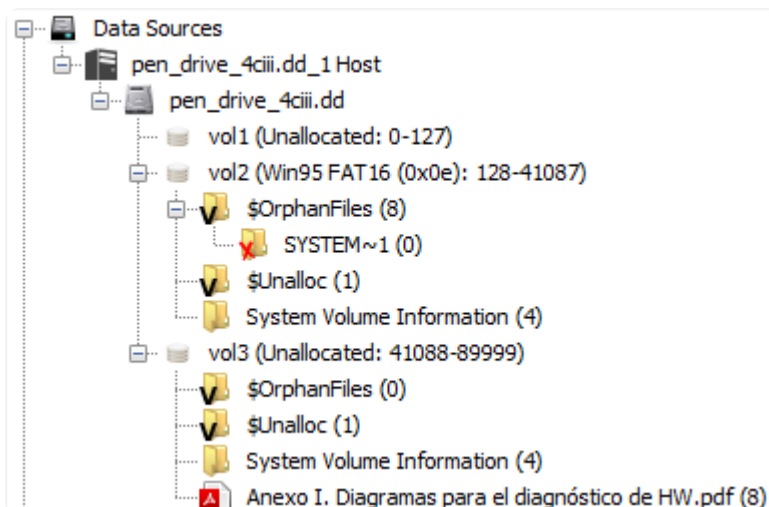 Data Sources
pen_drive_4ciii.dd_1 Host
pen_drive_4ciii.dd
vol1 (Unallocated: 0-127)
vol2 (Win95 FAT16 (0x0e): 128-41087)
$OrphanFiles (8)
SYSTEM~1 (0)
$Unalloc (1)
System Volume Information (4)
vol3 (Unallocated: 41088-89999)
$OrphanFiles (0)
$Unalloc (1)
System Volume Information (4)
Anexo I. Diagramas para el diagnóstico de HW.pdf (8)